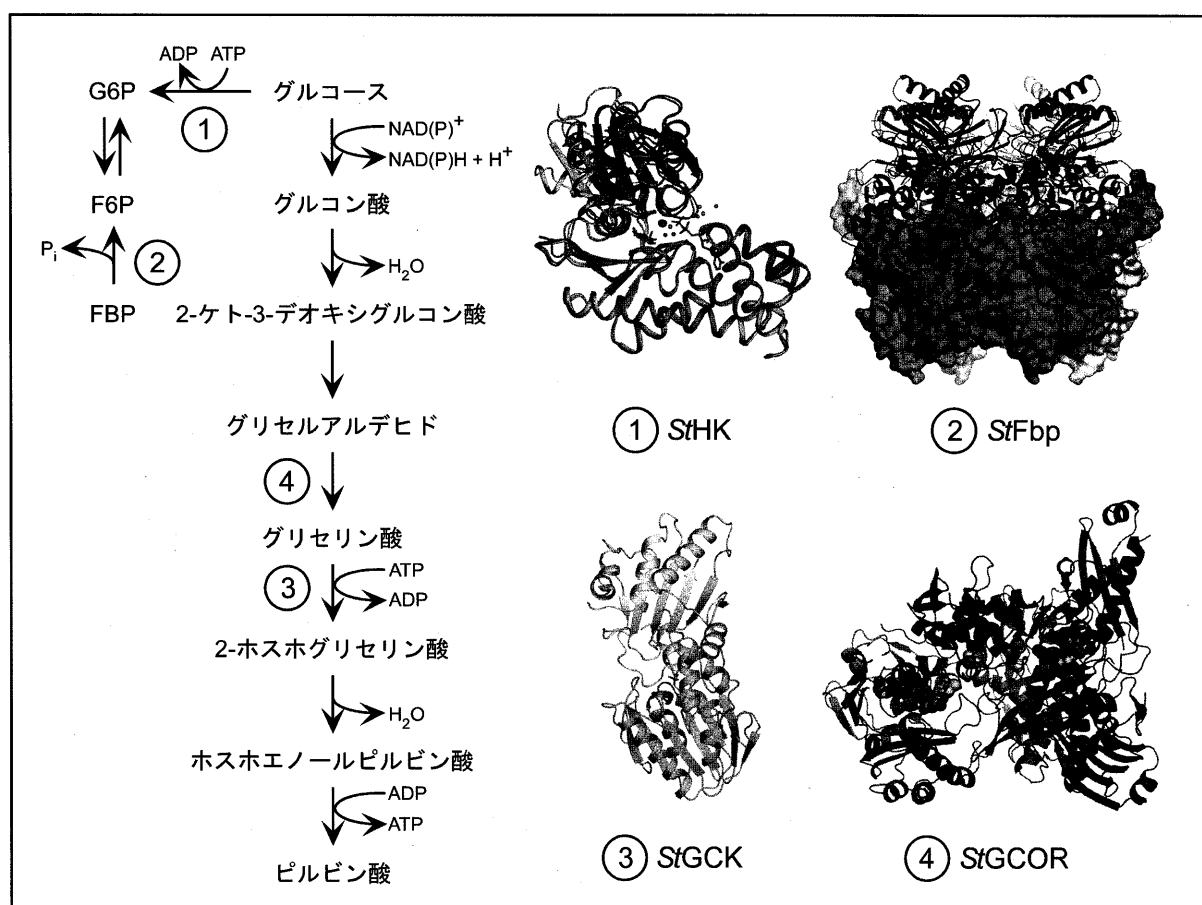 ADP ATP
G6P
グルコース
①
NAD(P)+
NAD(P)H + H+
F6P
グルコン酸
Pi
②
H2O
FBP
2-ケト-3-デオキシグルコン酸
グリセルアルデヒド
④
グリセリン酸
③
ATP
ADP
2-ホスホグリセリン酸
H2O
ホスホエノールピルビン酸
ADP
ATP
ピルビン酸
① StHK
② StFbp
③ StGCK
④ StGCOR